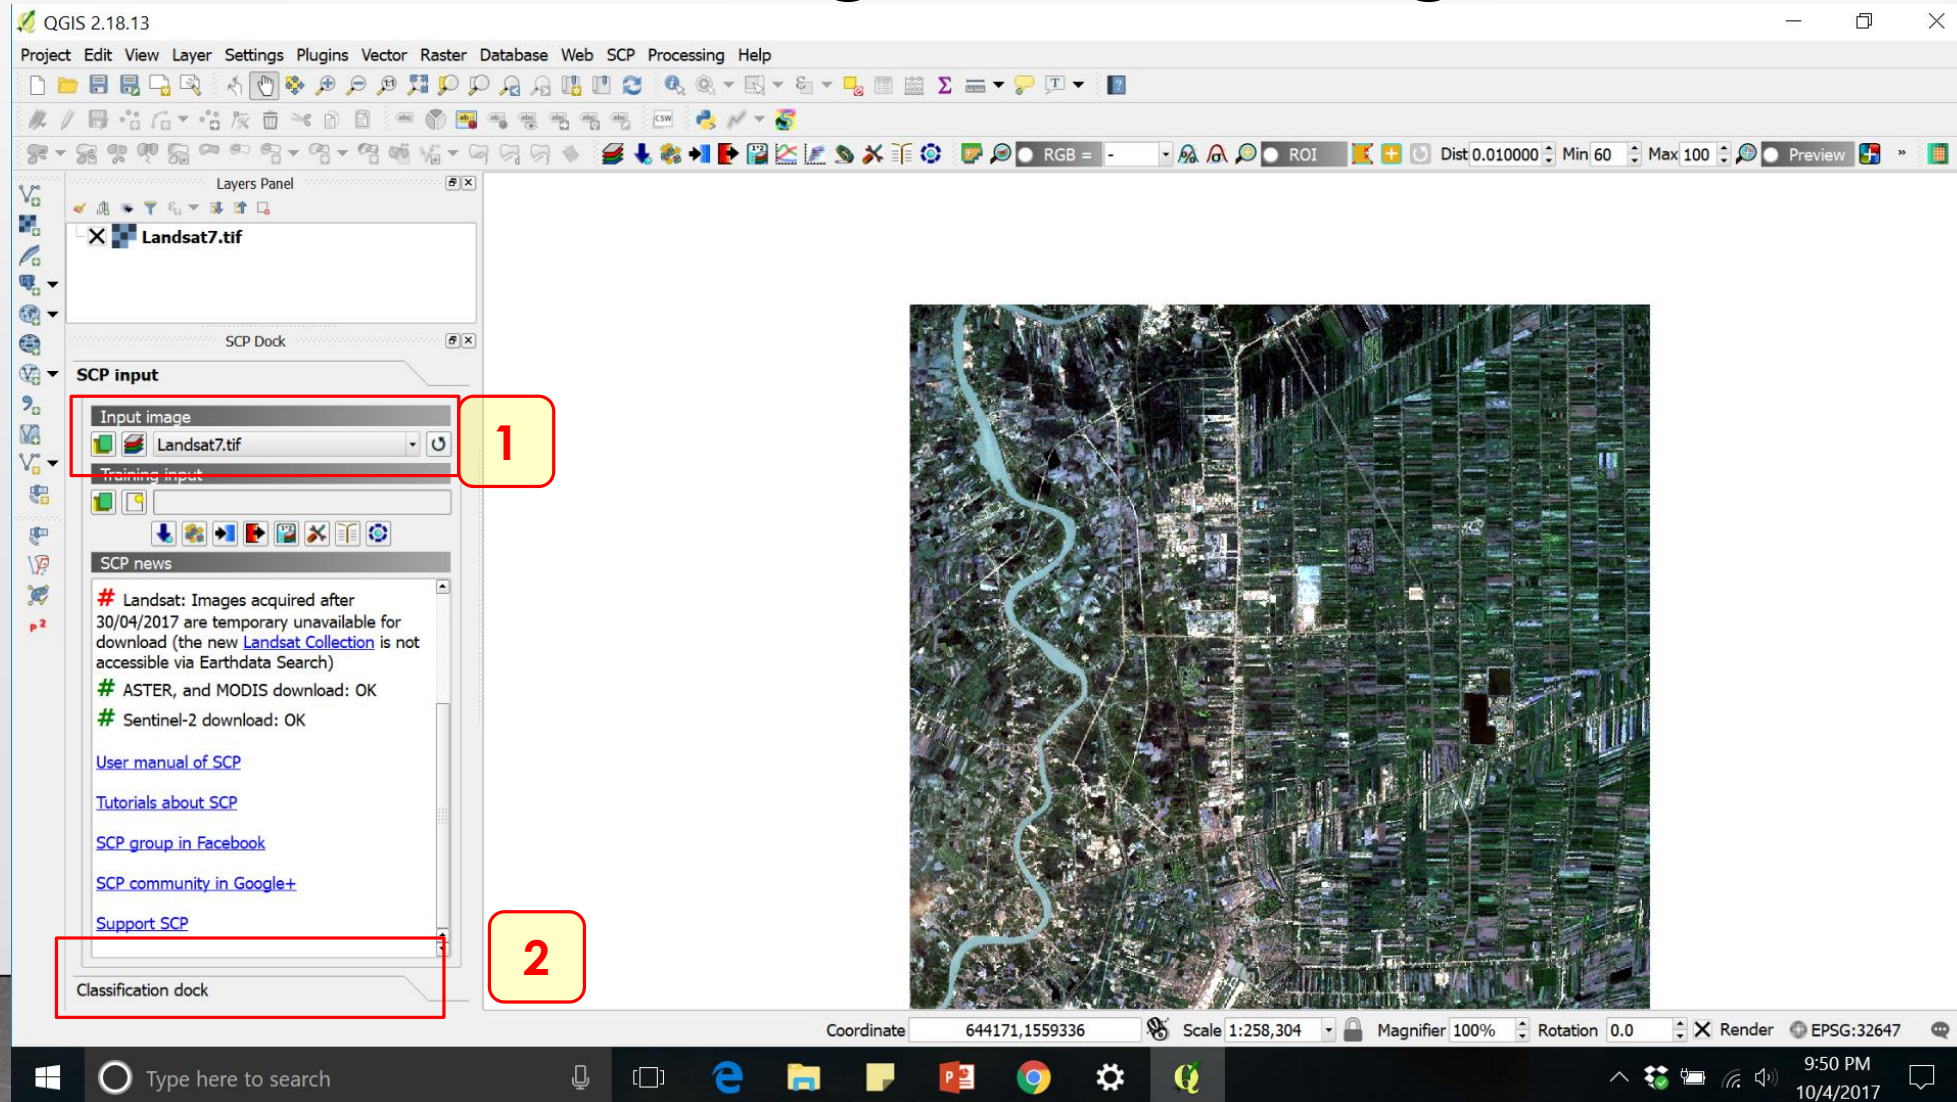 QGIS 2.18.13
Project Edit View Layer Settings Plugins Vector Raster Database Web SCP Processing Help
RGB = - ROI Dist 0.010000 Min 60 Max 100 Preview »
Layers Panel
Landsat7.tif
SCP Dock
SCP input
Input image
Landsat7.tif
1
Training input
SCP news
# Landsat: Images acquired after
30/04/2017 are temporary unavailable for
download (the new Landsat Collection is not
accessible via Earthdata Search)
# ASTER, and MODIS download: OK
# Sentinel-2 download: OK
User manual of SCP
Tutorials about SCP
SCP group in Facebook
SCP community in Google+
Support SCP
2
Classification dock
Coordinate 644171,1559336 Scale 1:258,304 Magnifier 100% Rotation 0.0 Render EPSG:32647
Type here to search
9:50 PM
10/4/2017